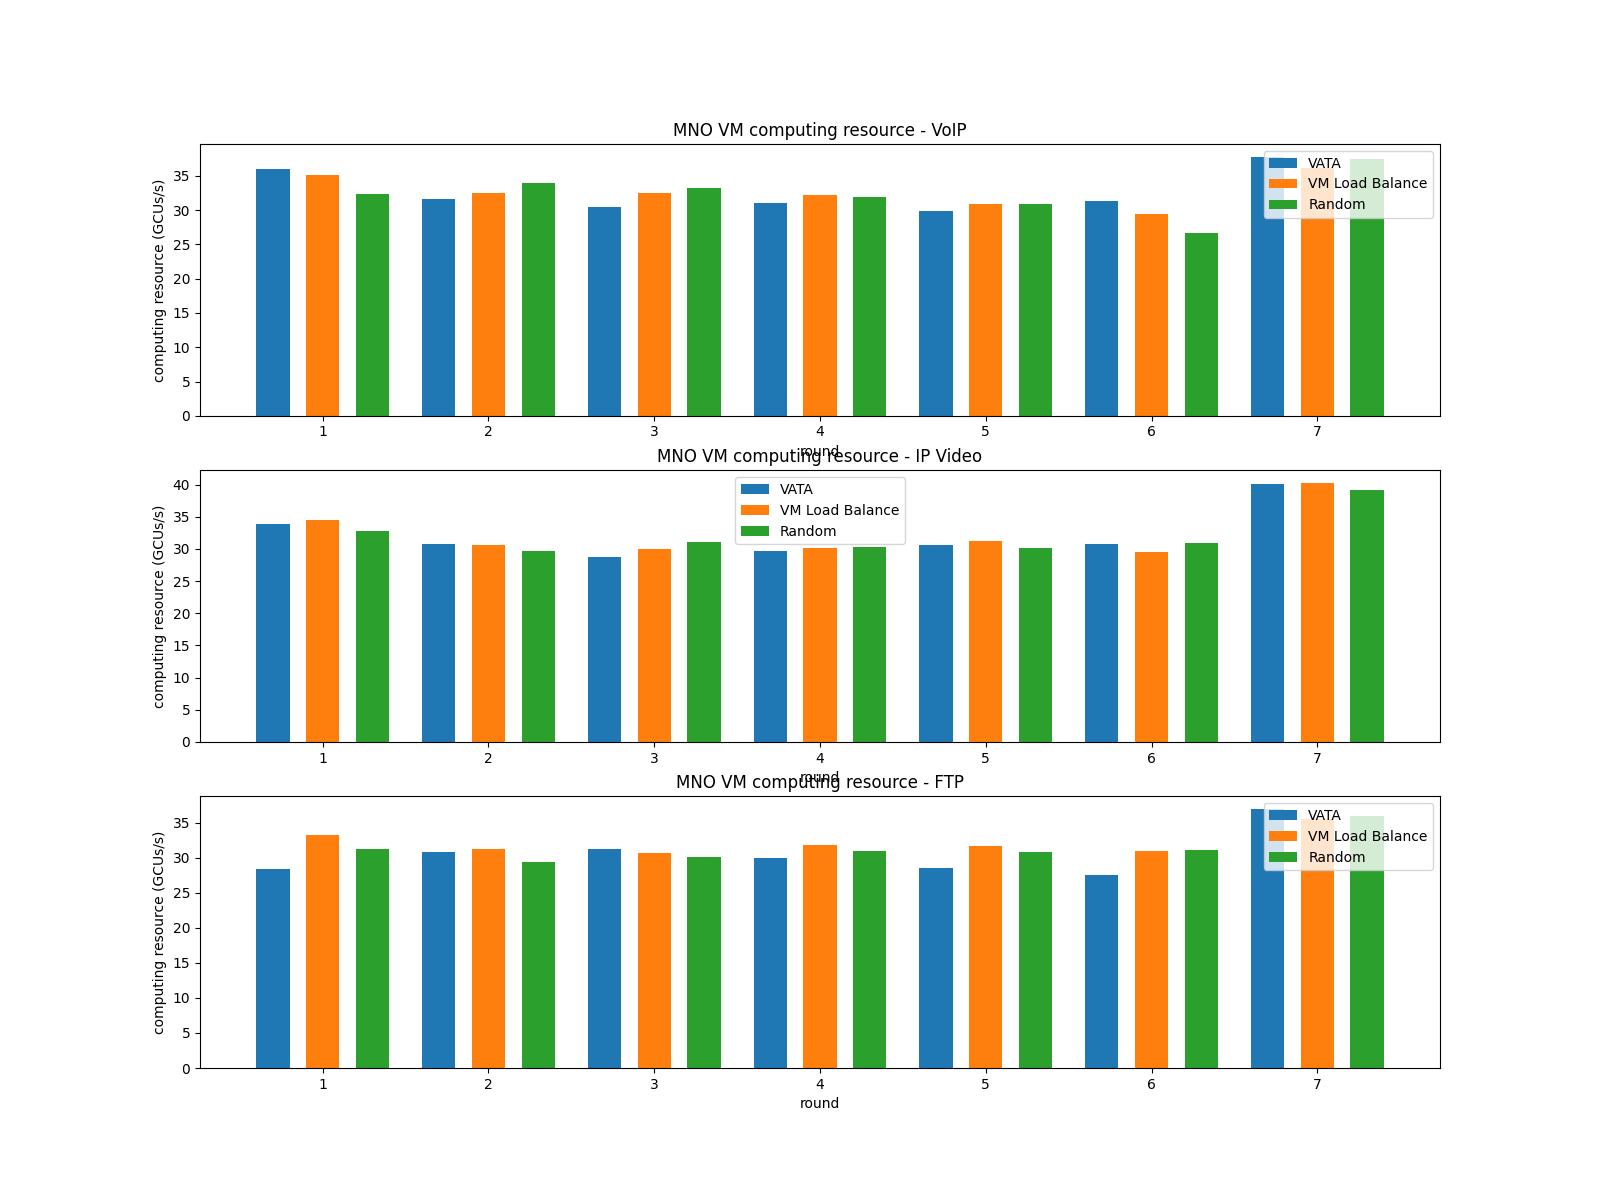 MNO VM computing resource - VoIP
computing resource (GCUs/s)
35
30
25
20
15
10
5
0
VATA
VM Load Balance
Random
1 2 3 4 5 6 7
round
MNO VM computing resource - IP Video
computing resource (GCUs/s)
40
35
30
25
20
15
10
5
0
VATA
VM Load Balance
Random
1 2 3 4 5 6 7
round
MNO VM computing resource - FTP
computing resource (GCUs/s)
35
30
25
20
15
10
5
0
VATA
VM Load Balance
Random
1 2 3 4 5 6 7
round